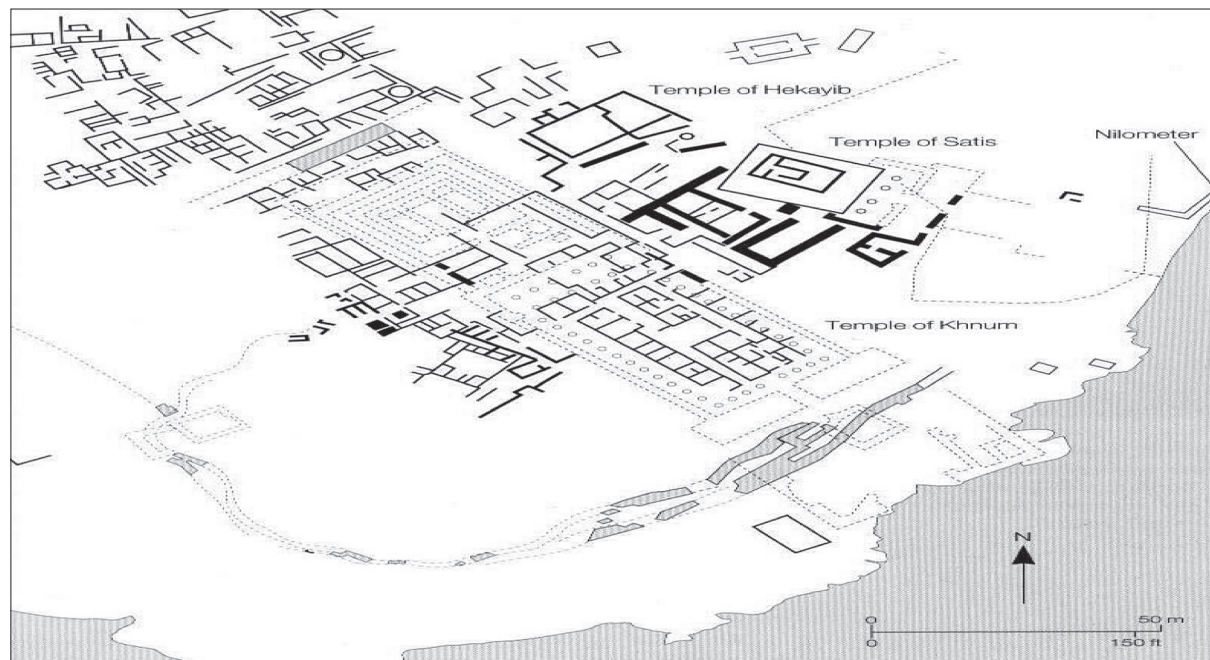 Temple of Hekayib
Temple of Satis
Nilometer
Temple of Khnum
N
0 50 m
0 150 ft